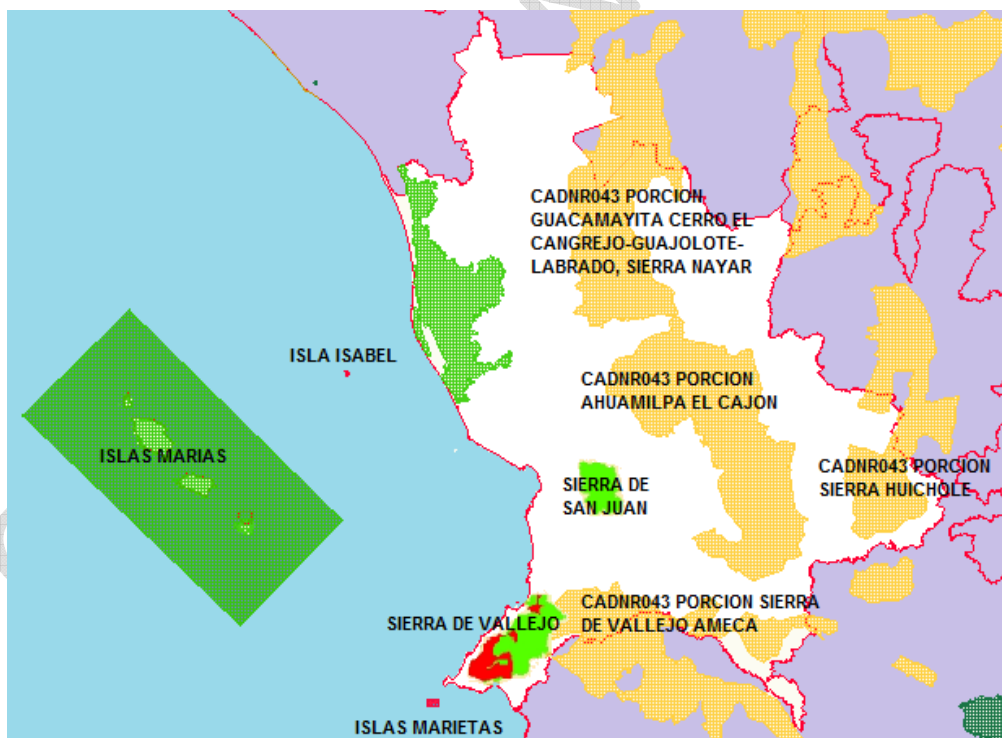 CADNR043 PORCION
GUACAMAYITA CERRO EL
CANGREJO-GUAJOLOTE-
LABRADO, SIERRA NAYAR
ISLA ISABEL
CADNR043 PORCION
AHUAMILPA EL CAJON
ISLAS MARIAS
CADNR043 PORCION
SIERRA HUICHOLE
SIERRA DE
SAN JUAN
CADNR043 PORCION SIERRA
DE VALLEJO AMECA
SIERRA DE VALLEJO
ISLAS MARIETAS